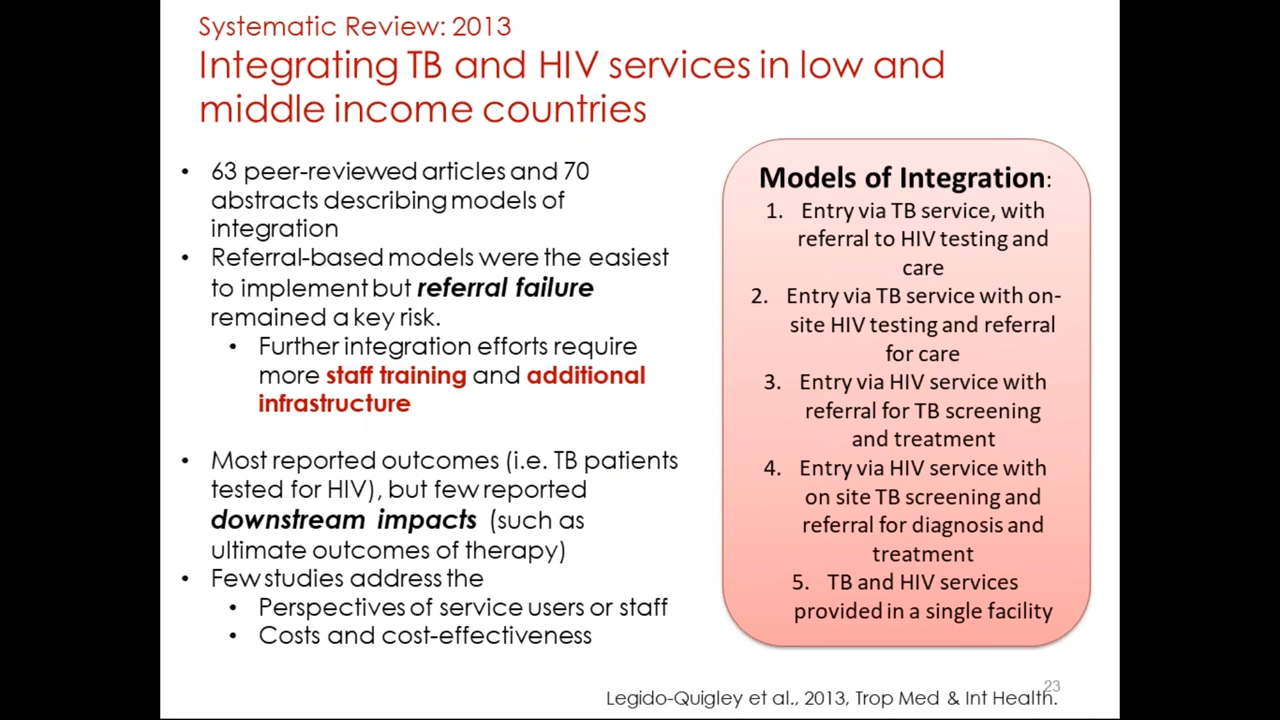 Systematic Review: 2013
Integrating TB and HIV services in low and
middle income countries
• 63 peer-reviewed articles and 70
abstracts describing models of
integration
• Referral-based models were the easiest
to implement but referral failure
remained a key risk.
• Further integration efforts require
more staff training and additional
infrastructure
• Most reported outcomes (i.e. TB patients
tested for HIV), but few reported
downstream impacts (such as
ultimate outcomes of therapy)
• Few studies address the
• Perspectives of service users or staff
• Costs and cost-effectiveness
Models of Integration:
1. Entry via TB service, with
referral to HIV testing and
care
2. Entry via TB service with on-
site HIV testing and referral
for care
3. Entry via HIV service with
referral for TB screening
and treatment
4. Entry via HIV service with
on site TB screening and
referral for diagnosis and
treatment
5. TB and HIV services
provided in a single facility
23
Legido-Quigley et al., 2013, Trop Med & Int Health.